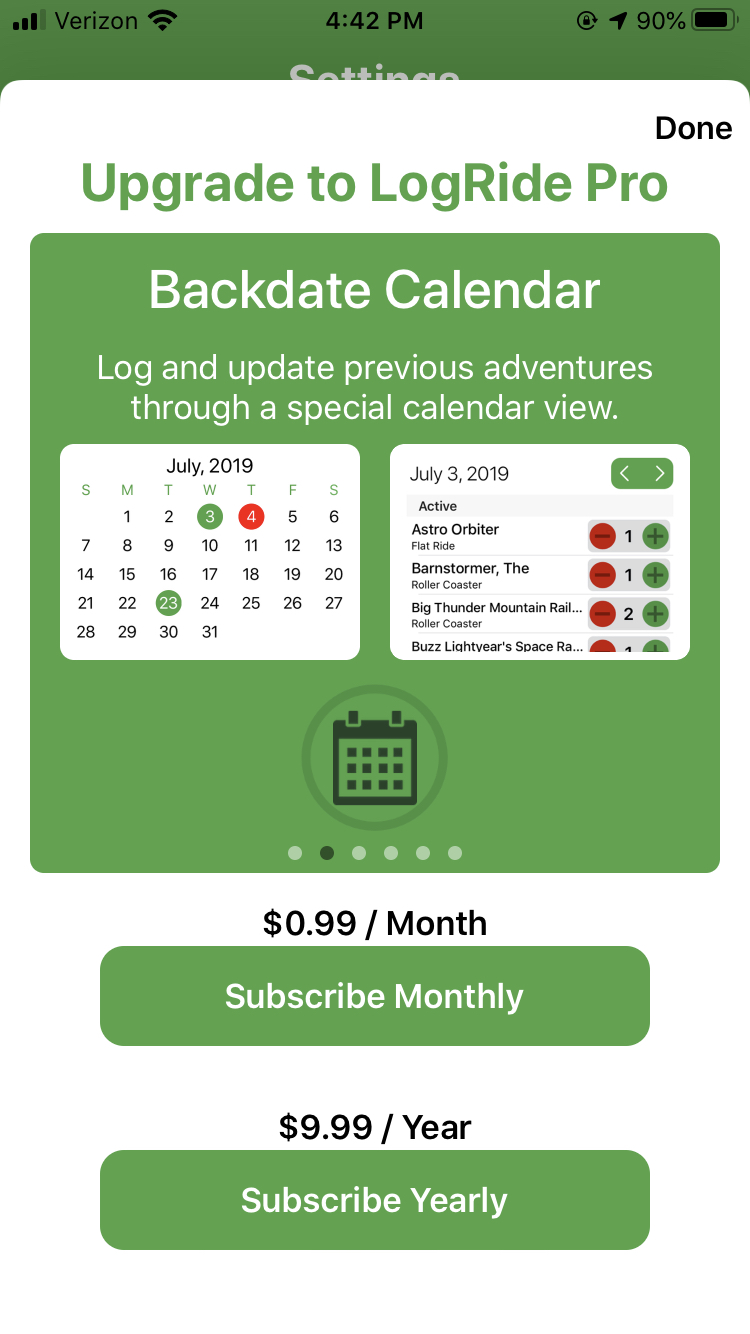 Verizon 4:42 PM 90%
Settings
Done
Upgrade to LogRide Pro
Backdate Calendar
Log and update previous adventures
through a special calendar view.
July, 2019
S M T W T F S
1 2 3 4 5 6
7 8 9 10 11 12 13
14 15 16 17 18 19 20
21 22 23 24 25 26 27
28 29 30 31
July 3, 2019
Active
Astro Orbiter
Flat Ride
1
Barnstormer, The
Roller Coaster
1
Big Thunder Mountain Rail...
Roller Coaster
2
Buzz Lightyear's Space Ra...
1
$0.99 / Month
Subscribe Monthly
$9.99 / Year
Subscribe Yearly